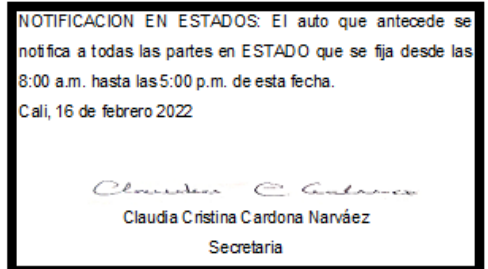 NOTIFICACION EN ESTADOS: El auto que antecede se
notifica a todas las partes en ESTADO que se fija desde las
8:00 a.m. hasta las 5:00 p.m. de esta fecha.
Cali, 16 de febrero 2022
Claudia Cristina Cardona Narváez
Secretaria